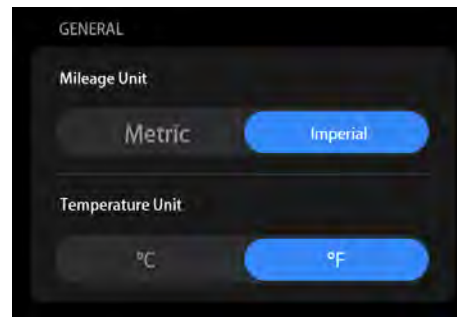 GENERAL
Mileage Unit
Metric Imperial
Temperature Unit
°C °F